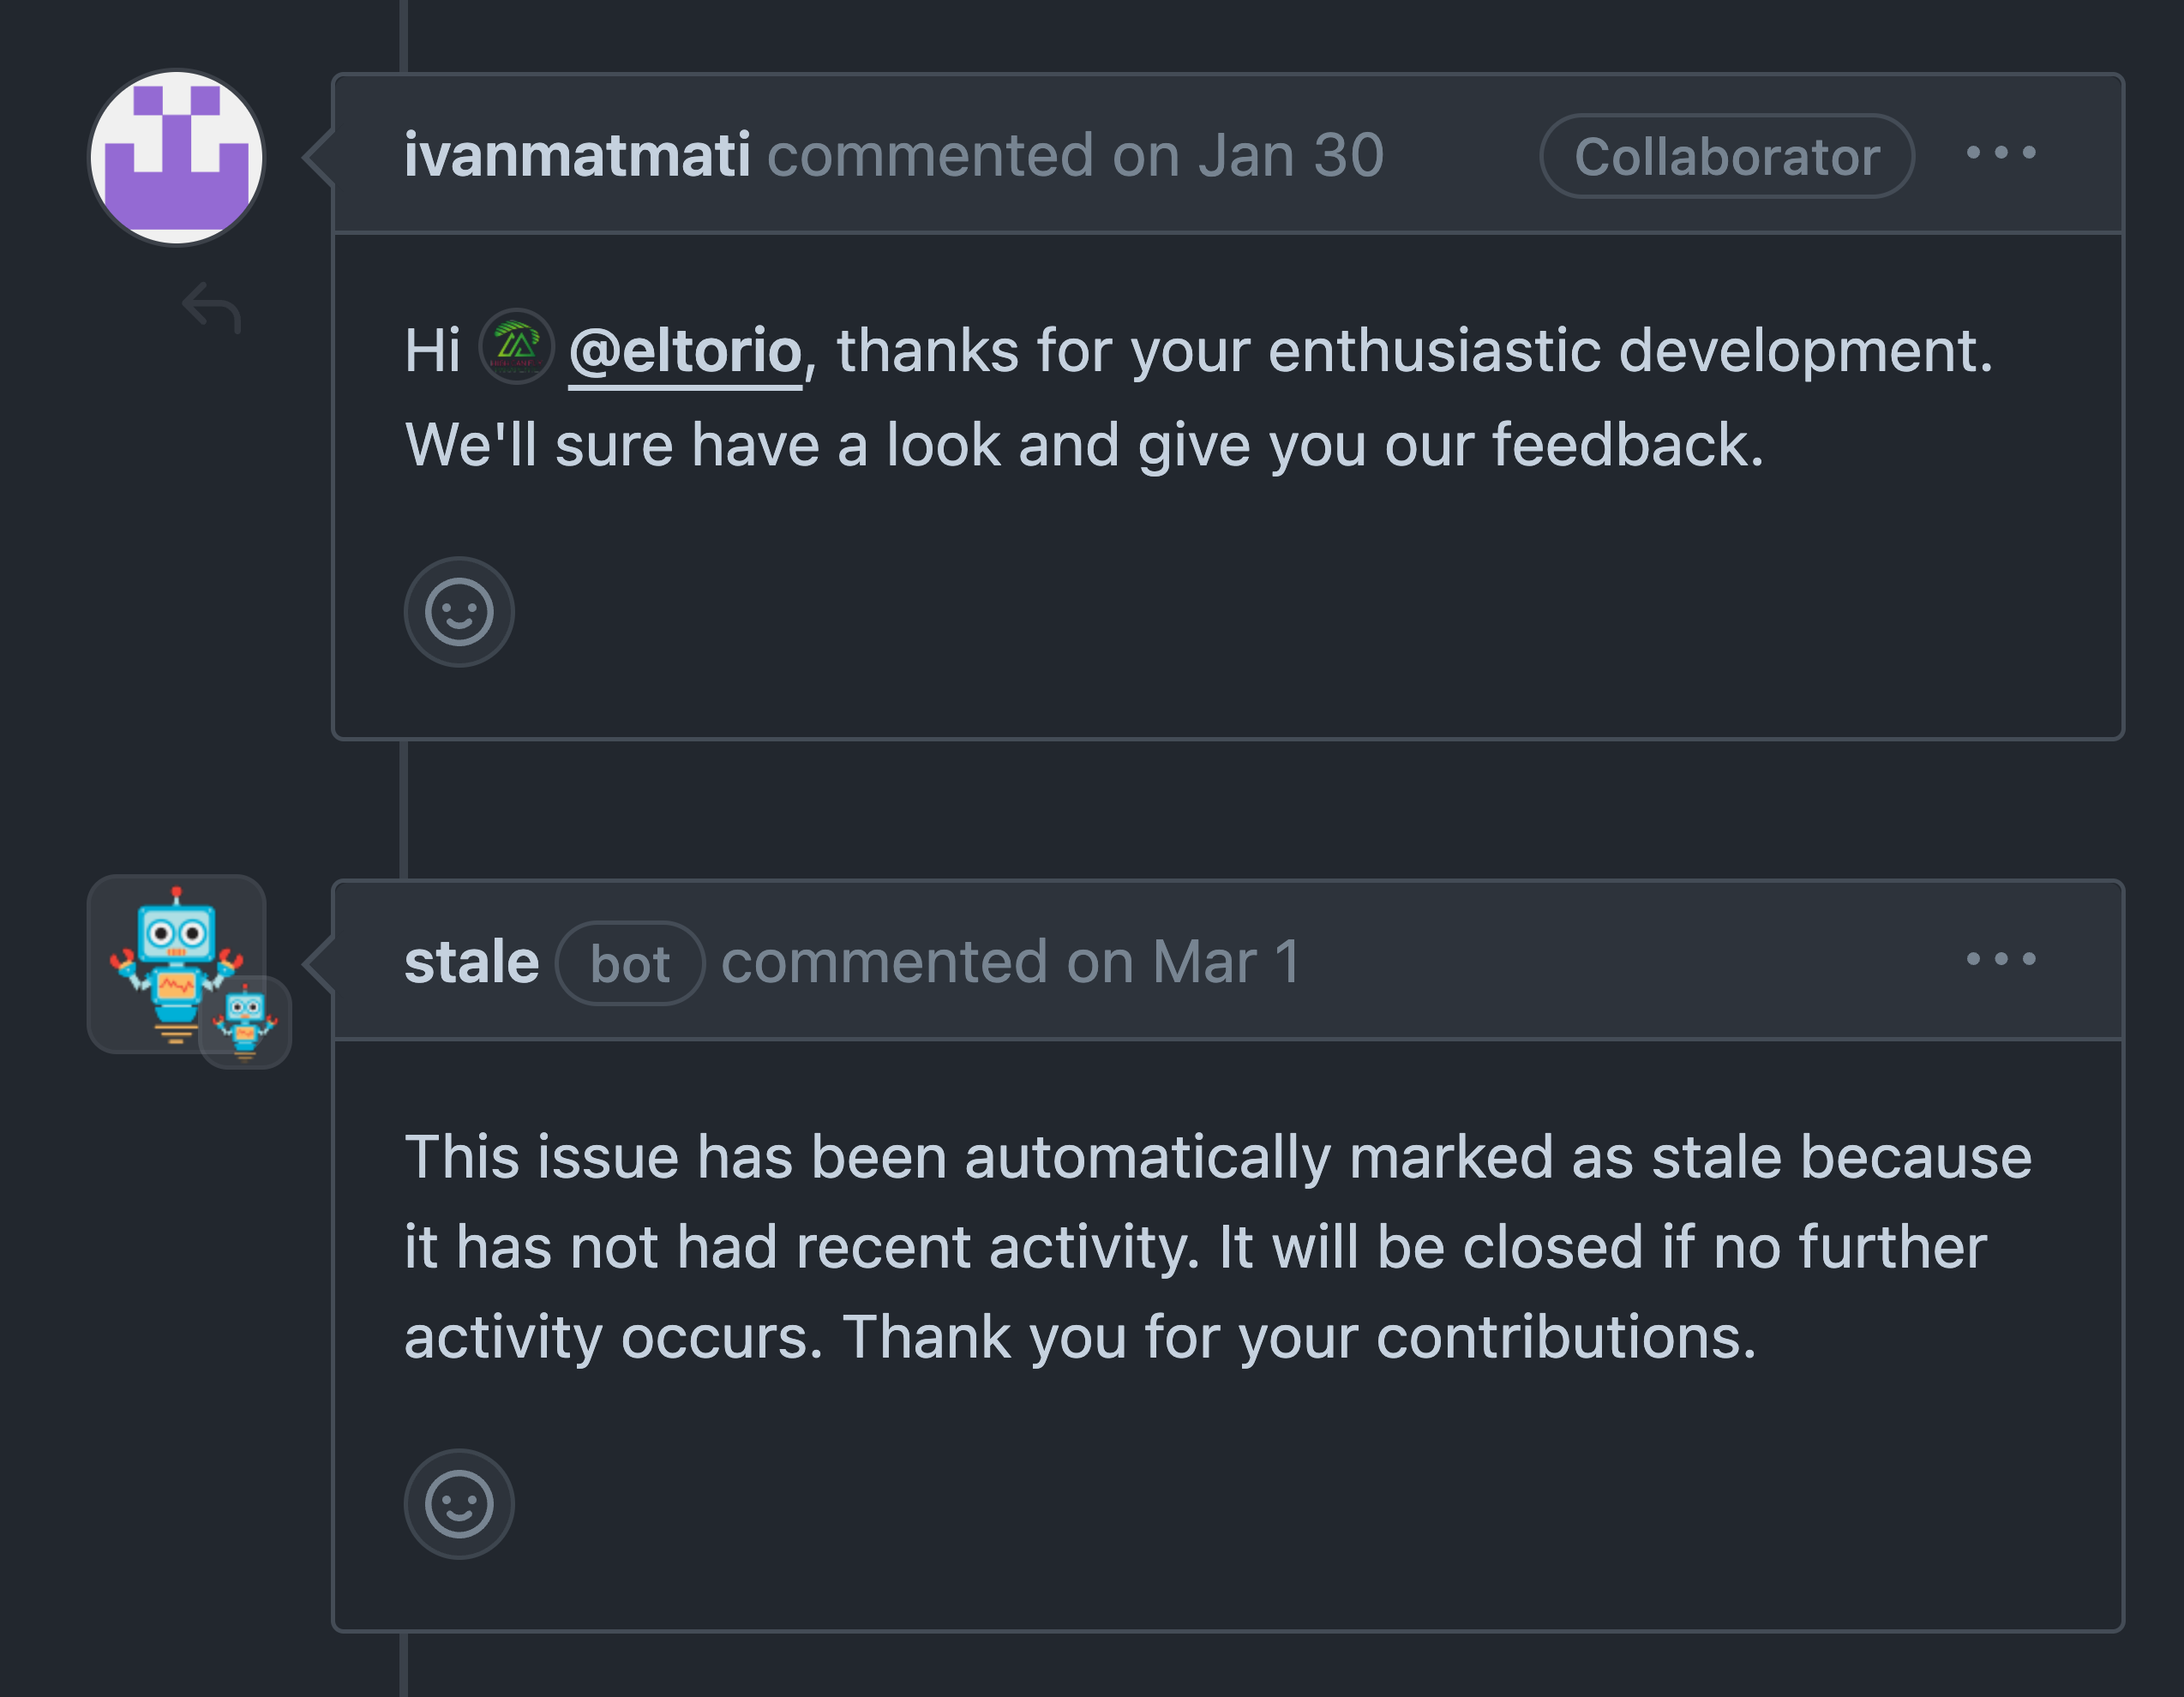 ivanmatmati commented on Jan 30 Collaborator
Hi @eltorio, thanks for your enthusiastic development.
We'll sure have a look and give you our feedback.
stale bot commented on Mar 1
This issue has been automatically marked as stale because
it has not had recent activity. It will be closed if no further
activity occurs. Thank you for your contributions.